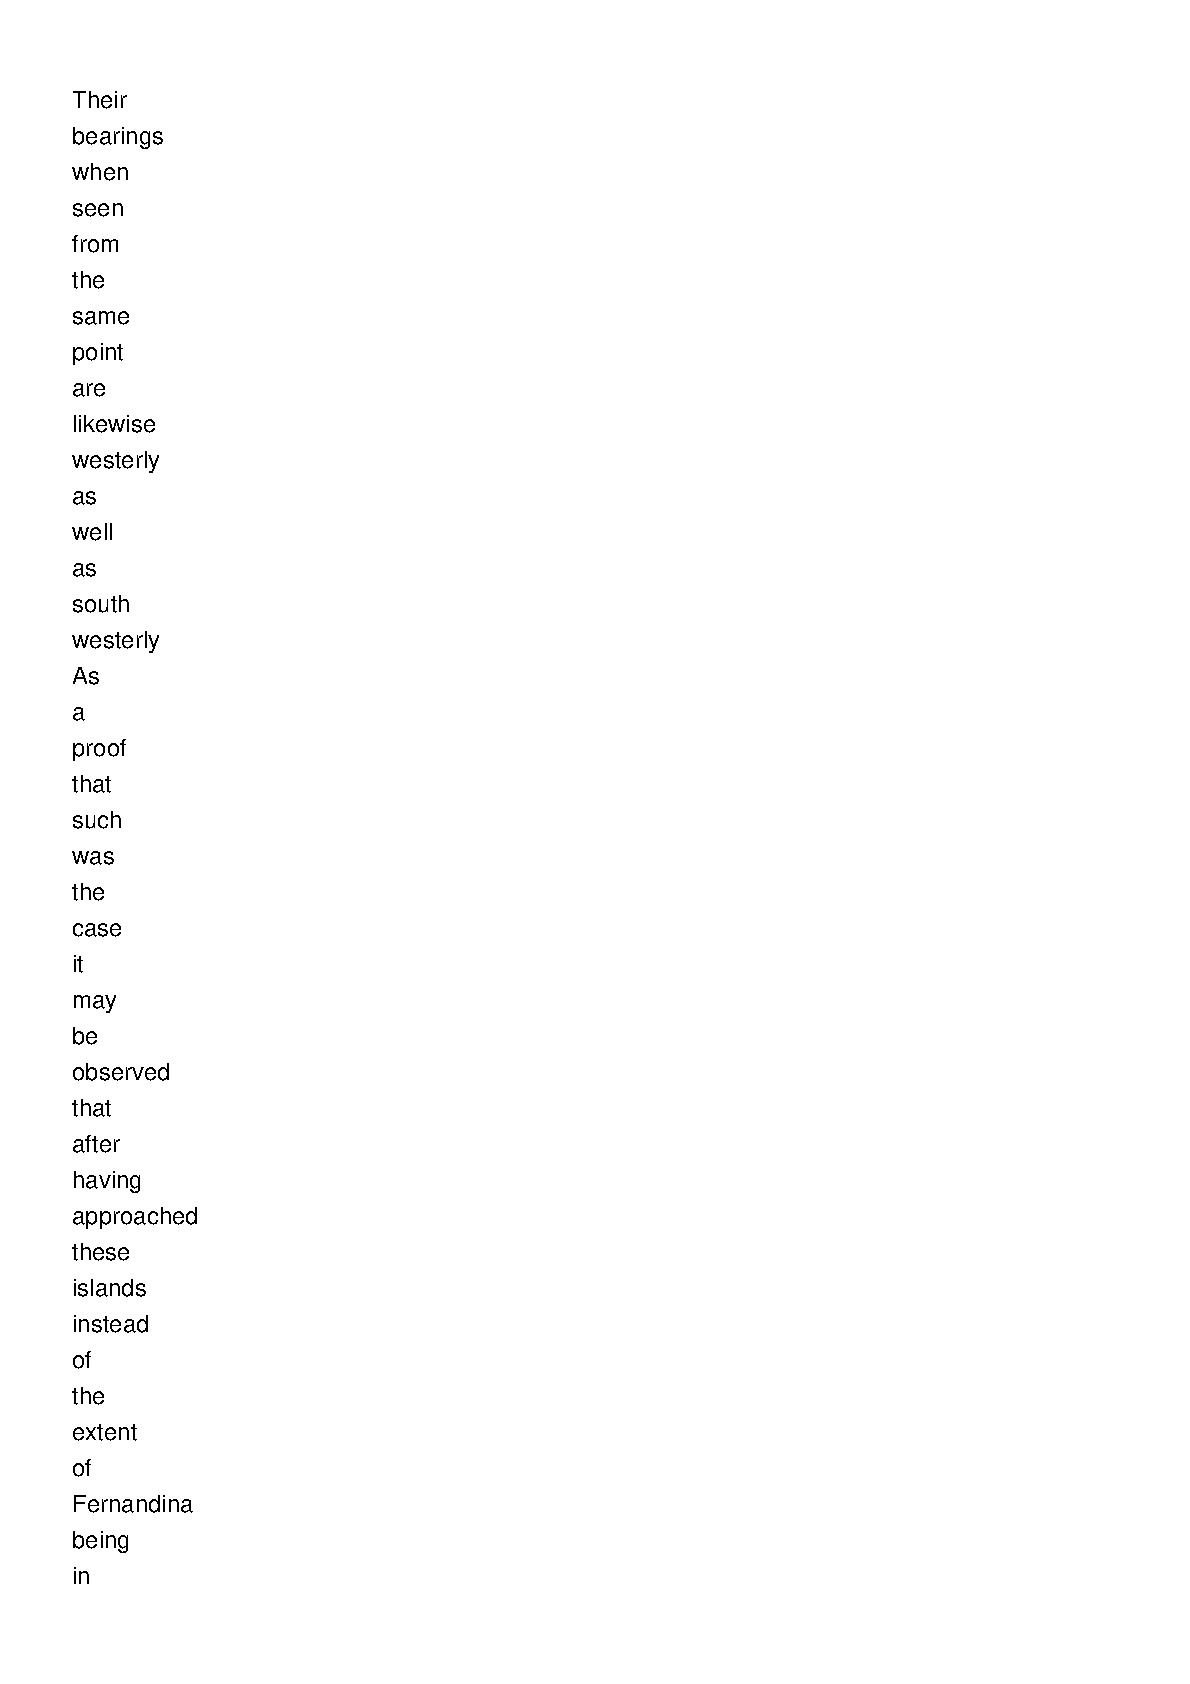 Their
bearings
when
seen
from
the
same
point
are
likewise
westerly
as
well
as
south
westerly
As
a
proof
that
such
was
the
case
it
may
be
observed
that
after
having
approached
these
islands
instead
of
the
extent
of
Fernandina
being
in